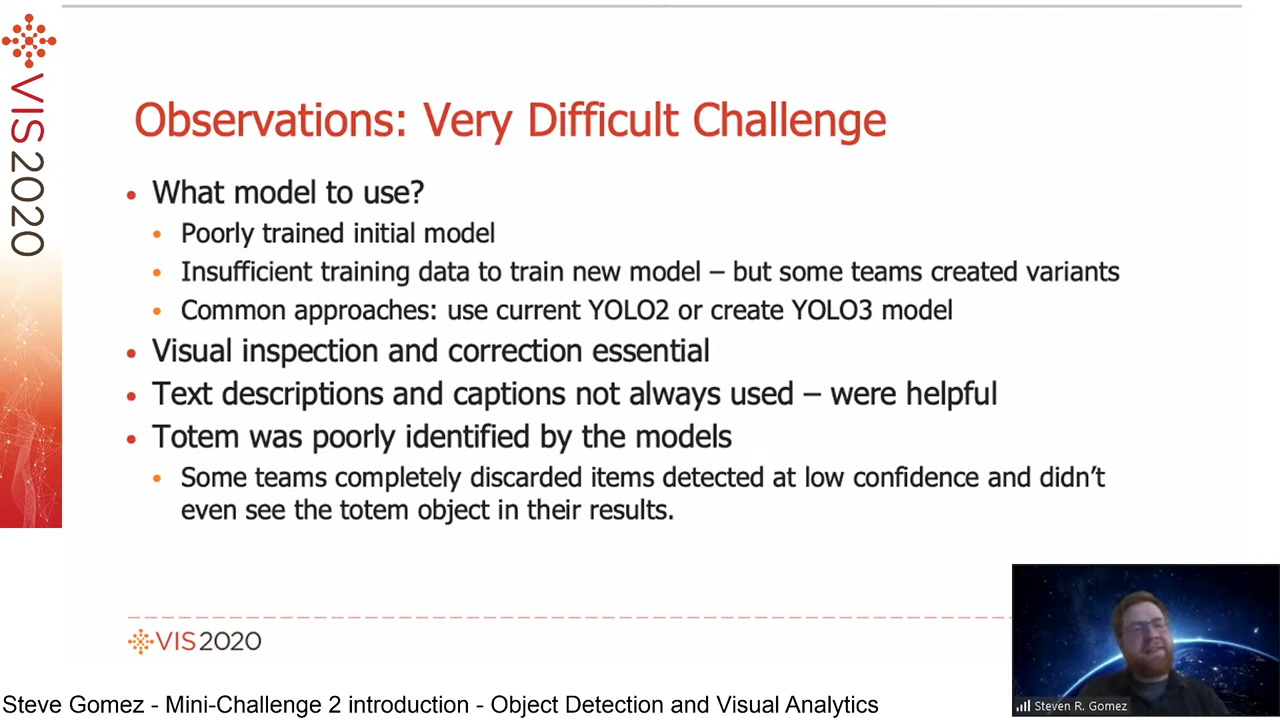 VIS2020
Observations: Very Difficult Challenge
• What model to use?
• Poorly trained initial model
• Insufficient training data to train new model – but some teams created variants
• Common approaches: use current YOLO2 or create YOLO3 model
• Visual inspection and correction essential
• Text descriptions and captions not always used – were helpful
• Totem was poorly identified by the models
• Some teams completely discarded items detected at low confidence and didn’t
even see the totem object in their results.
VIS2020
Steven R. Gomez
Steve Gomez - Mini-Challenge 2 introduction - Object Detection and Visual Analytics